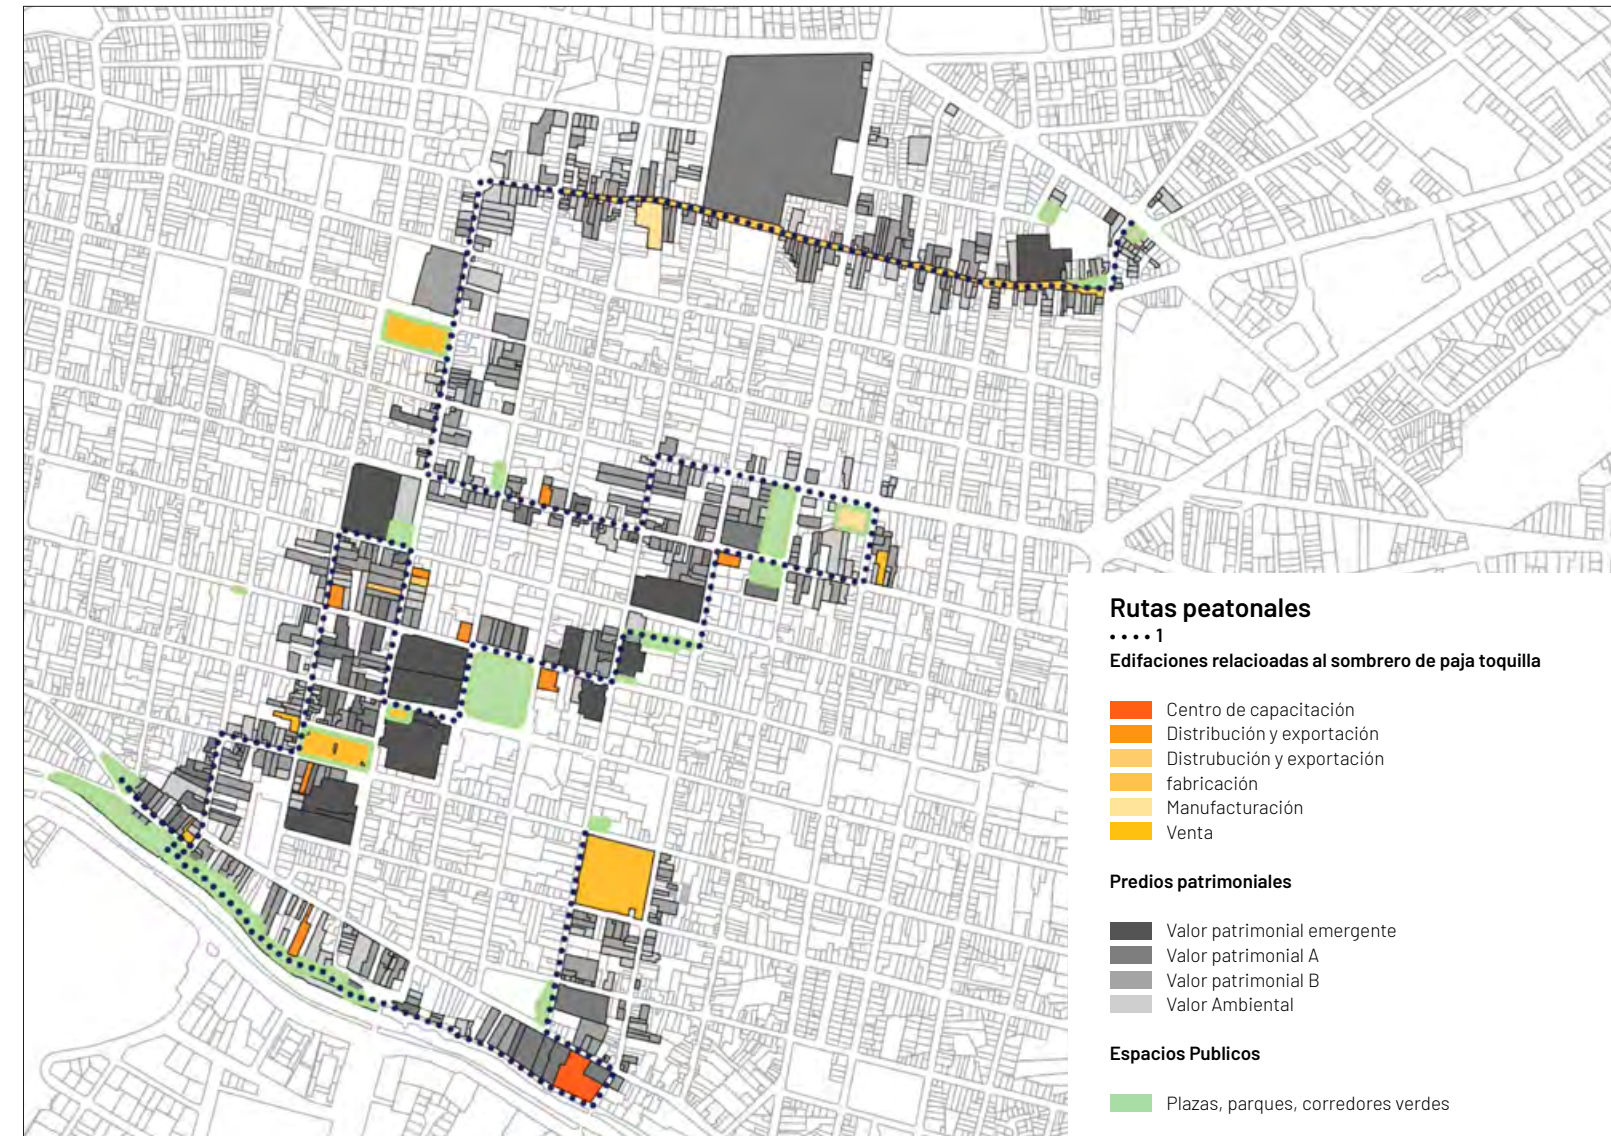 Rutas peatonales
•••• 1
Edifaciones relacioadas al sombrero de paja toquilla
Centro de capacitación
Distribución y exportación
Distrubución y exportación
fabricación
Manufacturación
Venta
Predios patrimoniales
Valor patrimonial emergente
Valor patrimonial A
Valor patrimonial B
Valor Ambiental
Espacios Publicos
Plazas, parques, corredores verdes